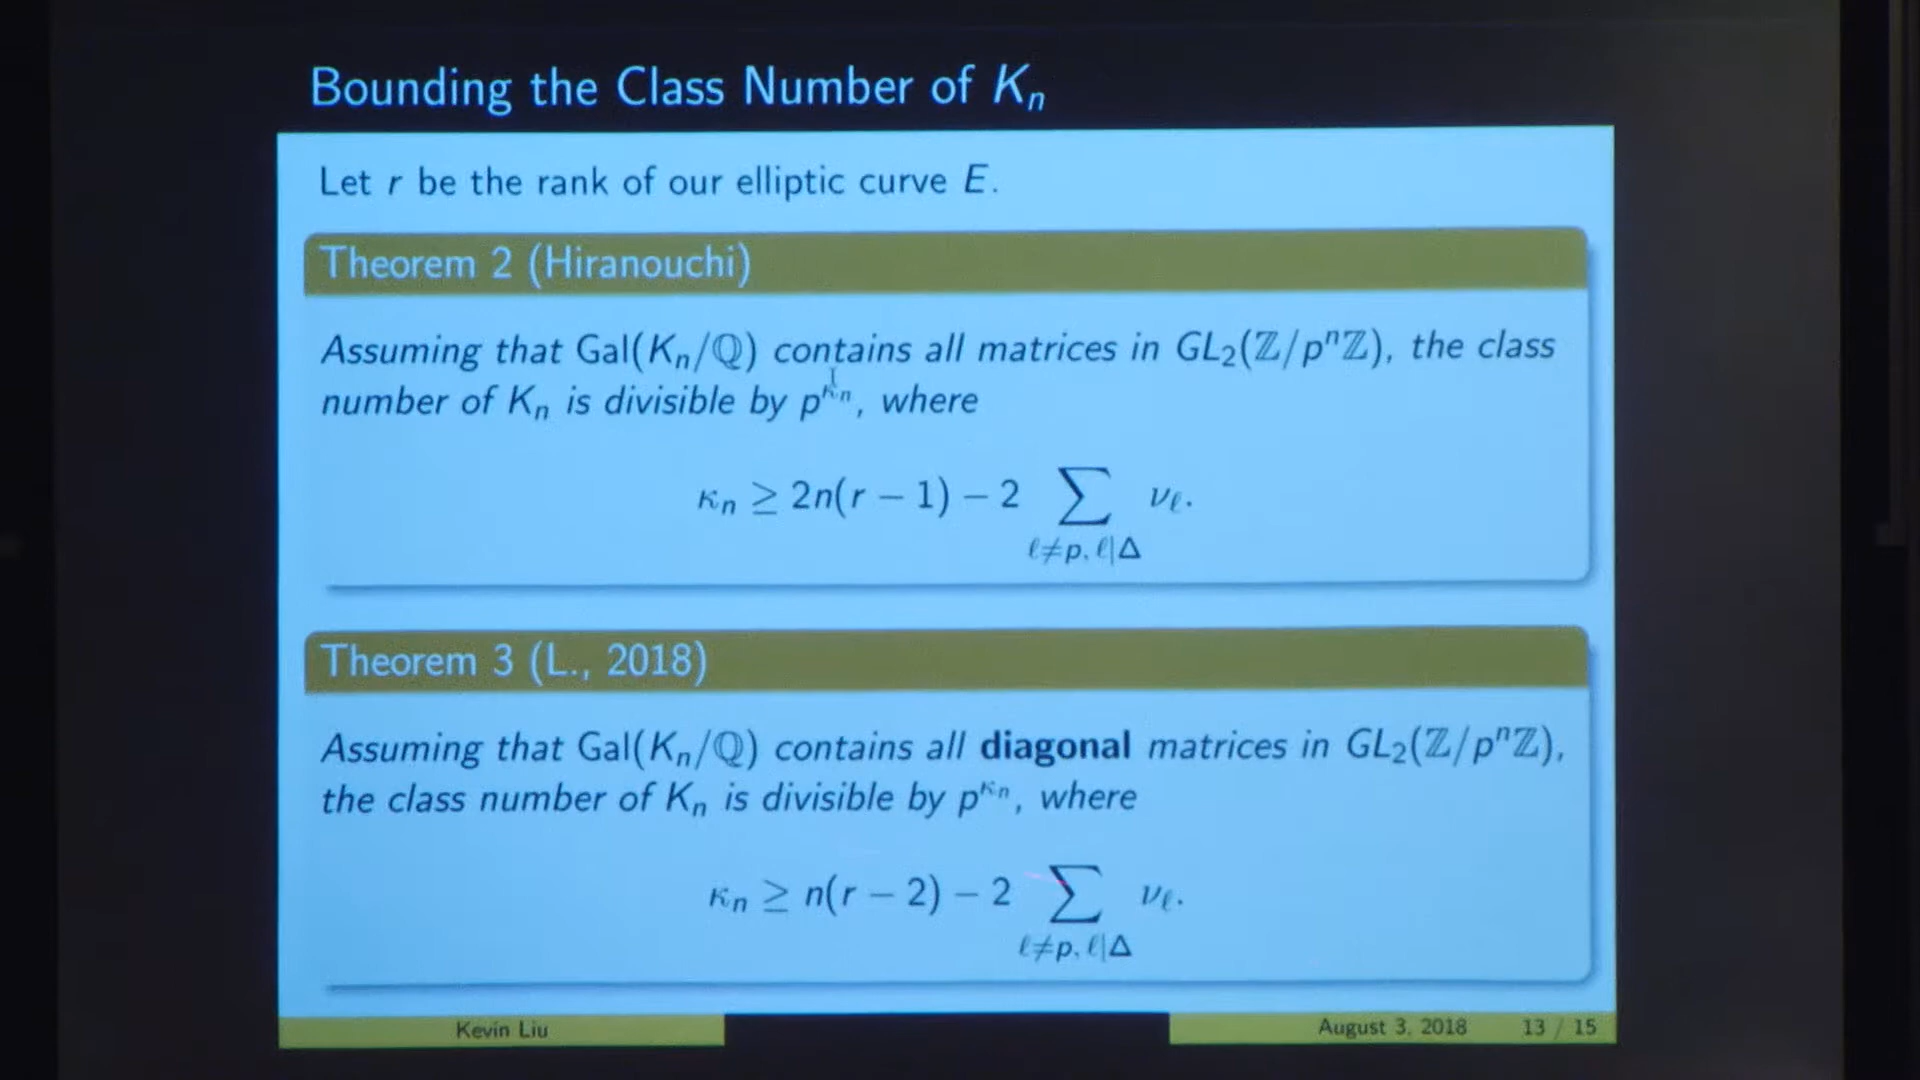 Bounding the Class Number of Kₙ
Let r be the rank of our elliptic curve E.
Theorem 2 (Hiranouchi)
Assuming that Gal(Kₙ/ℚ) contains all matrices in GL₂(ℤ/pⁿℤ), the class
number of Kₙ is divisible by p^{κₙ}, where
κₙ ≥ 2n(r − 1) − 2 ∑ νℓ.
ℓ≠p, ℓ|Δ
Theorem 3 (L., 2018)
Assuming that Gal(Kₙ/ℚ) contains all diagonal matrices in GL₂(ℤ/pⁿℤ),
the class number of Kₙ is divisible by p^{κₙ}, where
κₙ ≥ n(r − 2) − 2 ∑ νℓ.
ℓ≠p, ℓ|Δ
Kevin Liu August 3, 2018 13 / 15